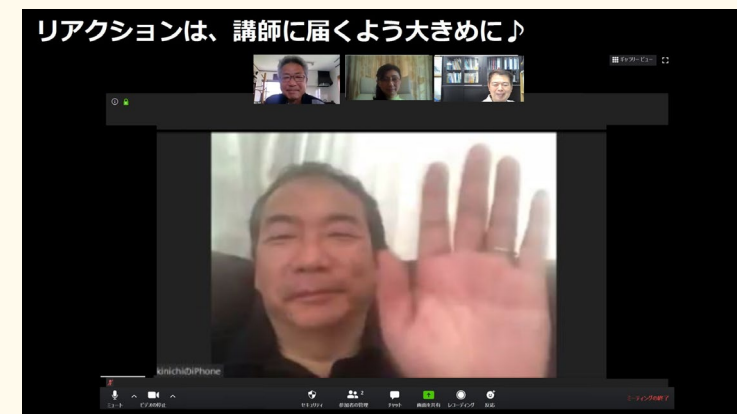 リアクションは、講師に届くよう大きめに♪
ギャラリービュー
kinichiのiPhone
ミュート
ビデオの停止
セキュリティ
参加者の管理
2
チャット
画面を共有
レコーディング
反応
ミーティングの終了